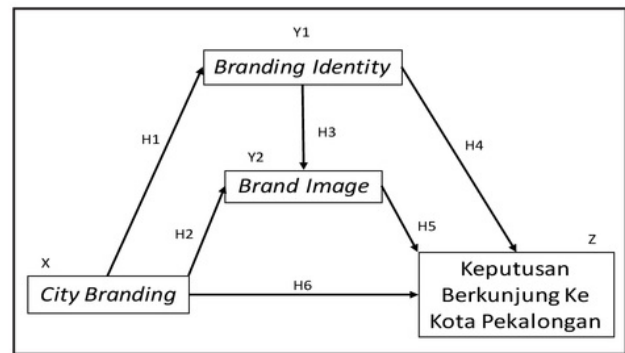 Y1
Branding Identity
H1
H3
H4
Y2
Brand Image
H2
H5
X
Z
City Branding
H6
Keputusan
Berkunjung Ke
Kota Pekalongan